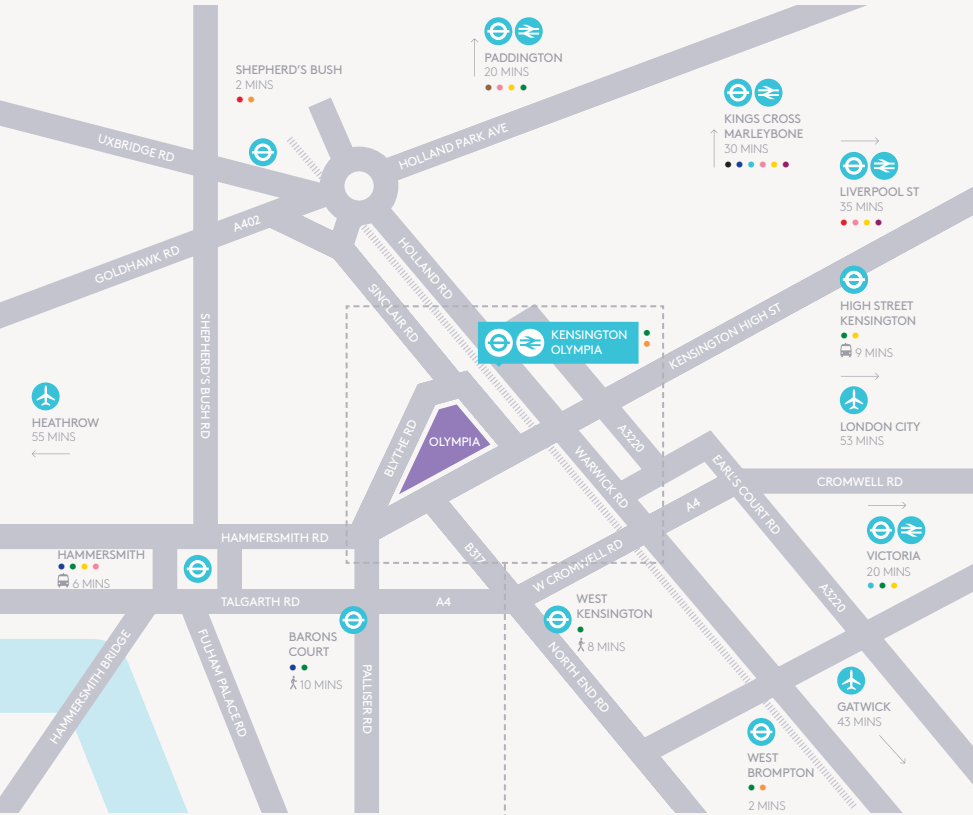 PADDINGTON
20 MINS
SHEPHERD'S BUSH
2 MINS
KINGS CROSS
MARLEYBONE
30 MINS
HOLLAND PARK AVE
UXBRIDGE RD
LIVERPOOL ST
35 MINS
A402
GOLDHAWK RD
HOLLAND RD
SINCLAIR RD
SHEPHERD'S BUSH RD
HIGH STREET
KENSINGTON
9 MINS
KENSINGTON
OLYMPIA
KENSINGTON HIGH ST
HEATHROW
55 MINS
LONDON CITY
53 MINS
BLYTHE RD
OLYMPIA
A3220
WARWICK RD
EARL'S COURT RD
CROMWELL RD
A4
HAMMERSMITH RD
B317
W CROMWELL RD
VICTORIA
20 MINS
HAMMERSMITH
6 MINS
TALGARTH RD
A4
A3220
WEST
KENSINGTON
8 MINS
BARONS
COURT
10 MINS
HAMMERSMITH BRIDGE
FULHAM PALACE RD
PALLISER RD
NORTH END RD
GATWICK
43 MINS
WEST
BROMPTON
2 MINS